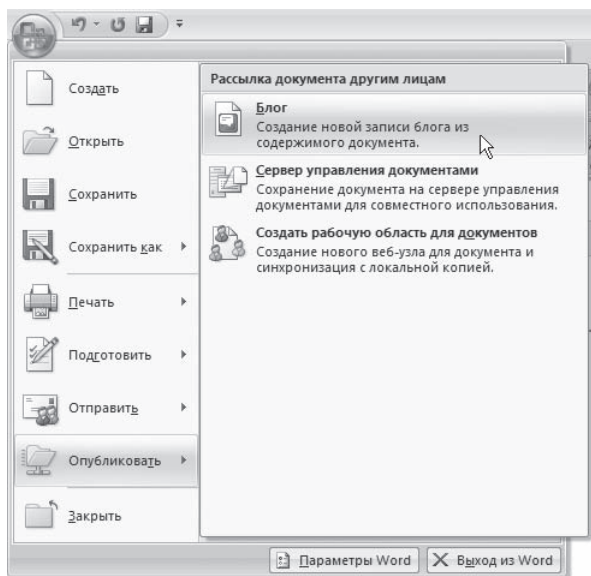 Создать
Открыть
Сохранить
Сохранить как
Печать
Подготовить
Отправить
Опубликовать
Закрыть
Рассылка документа другим лицам
Блог
Создание новой записи блога из
содержимого документа.
Сервер управления документами
Сохранение документа на сервере управления
документами для совместного использования.
Создать рабочую область для документов
Создание нового веб-узла для документа и
синхронизация с локальной копией.
Параметры Word
Выход из Word